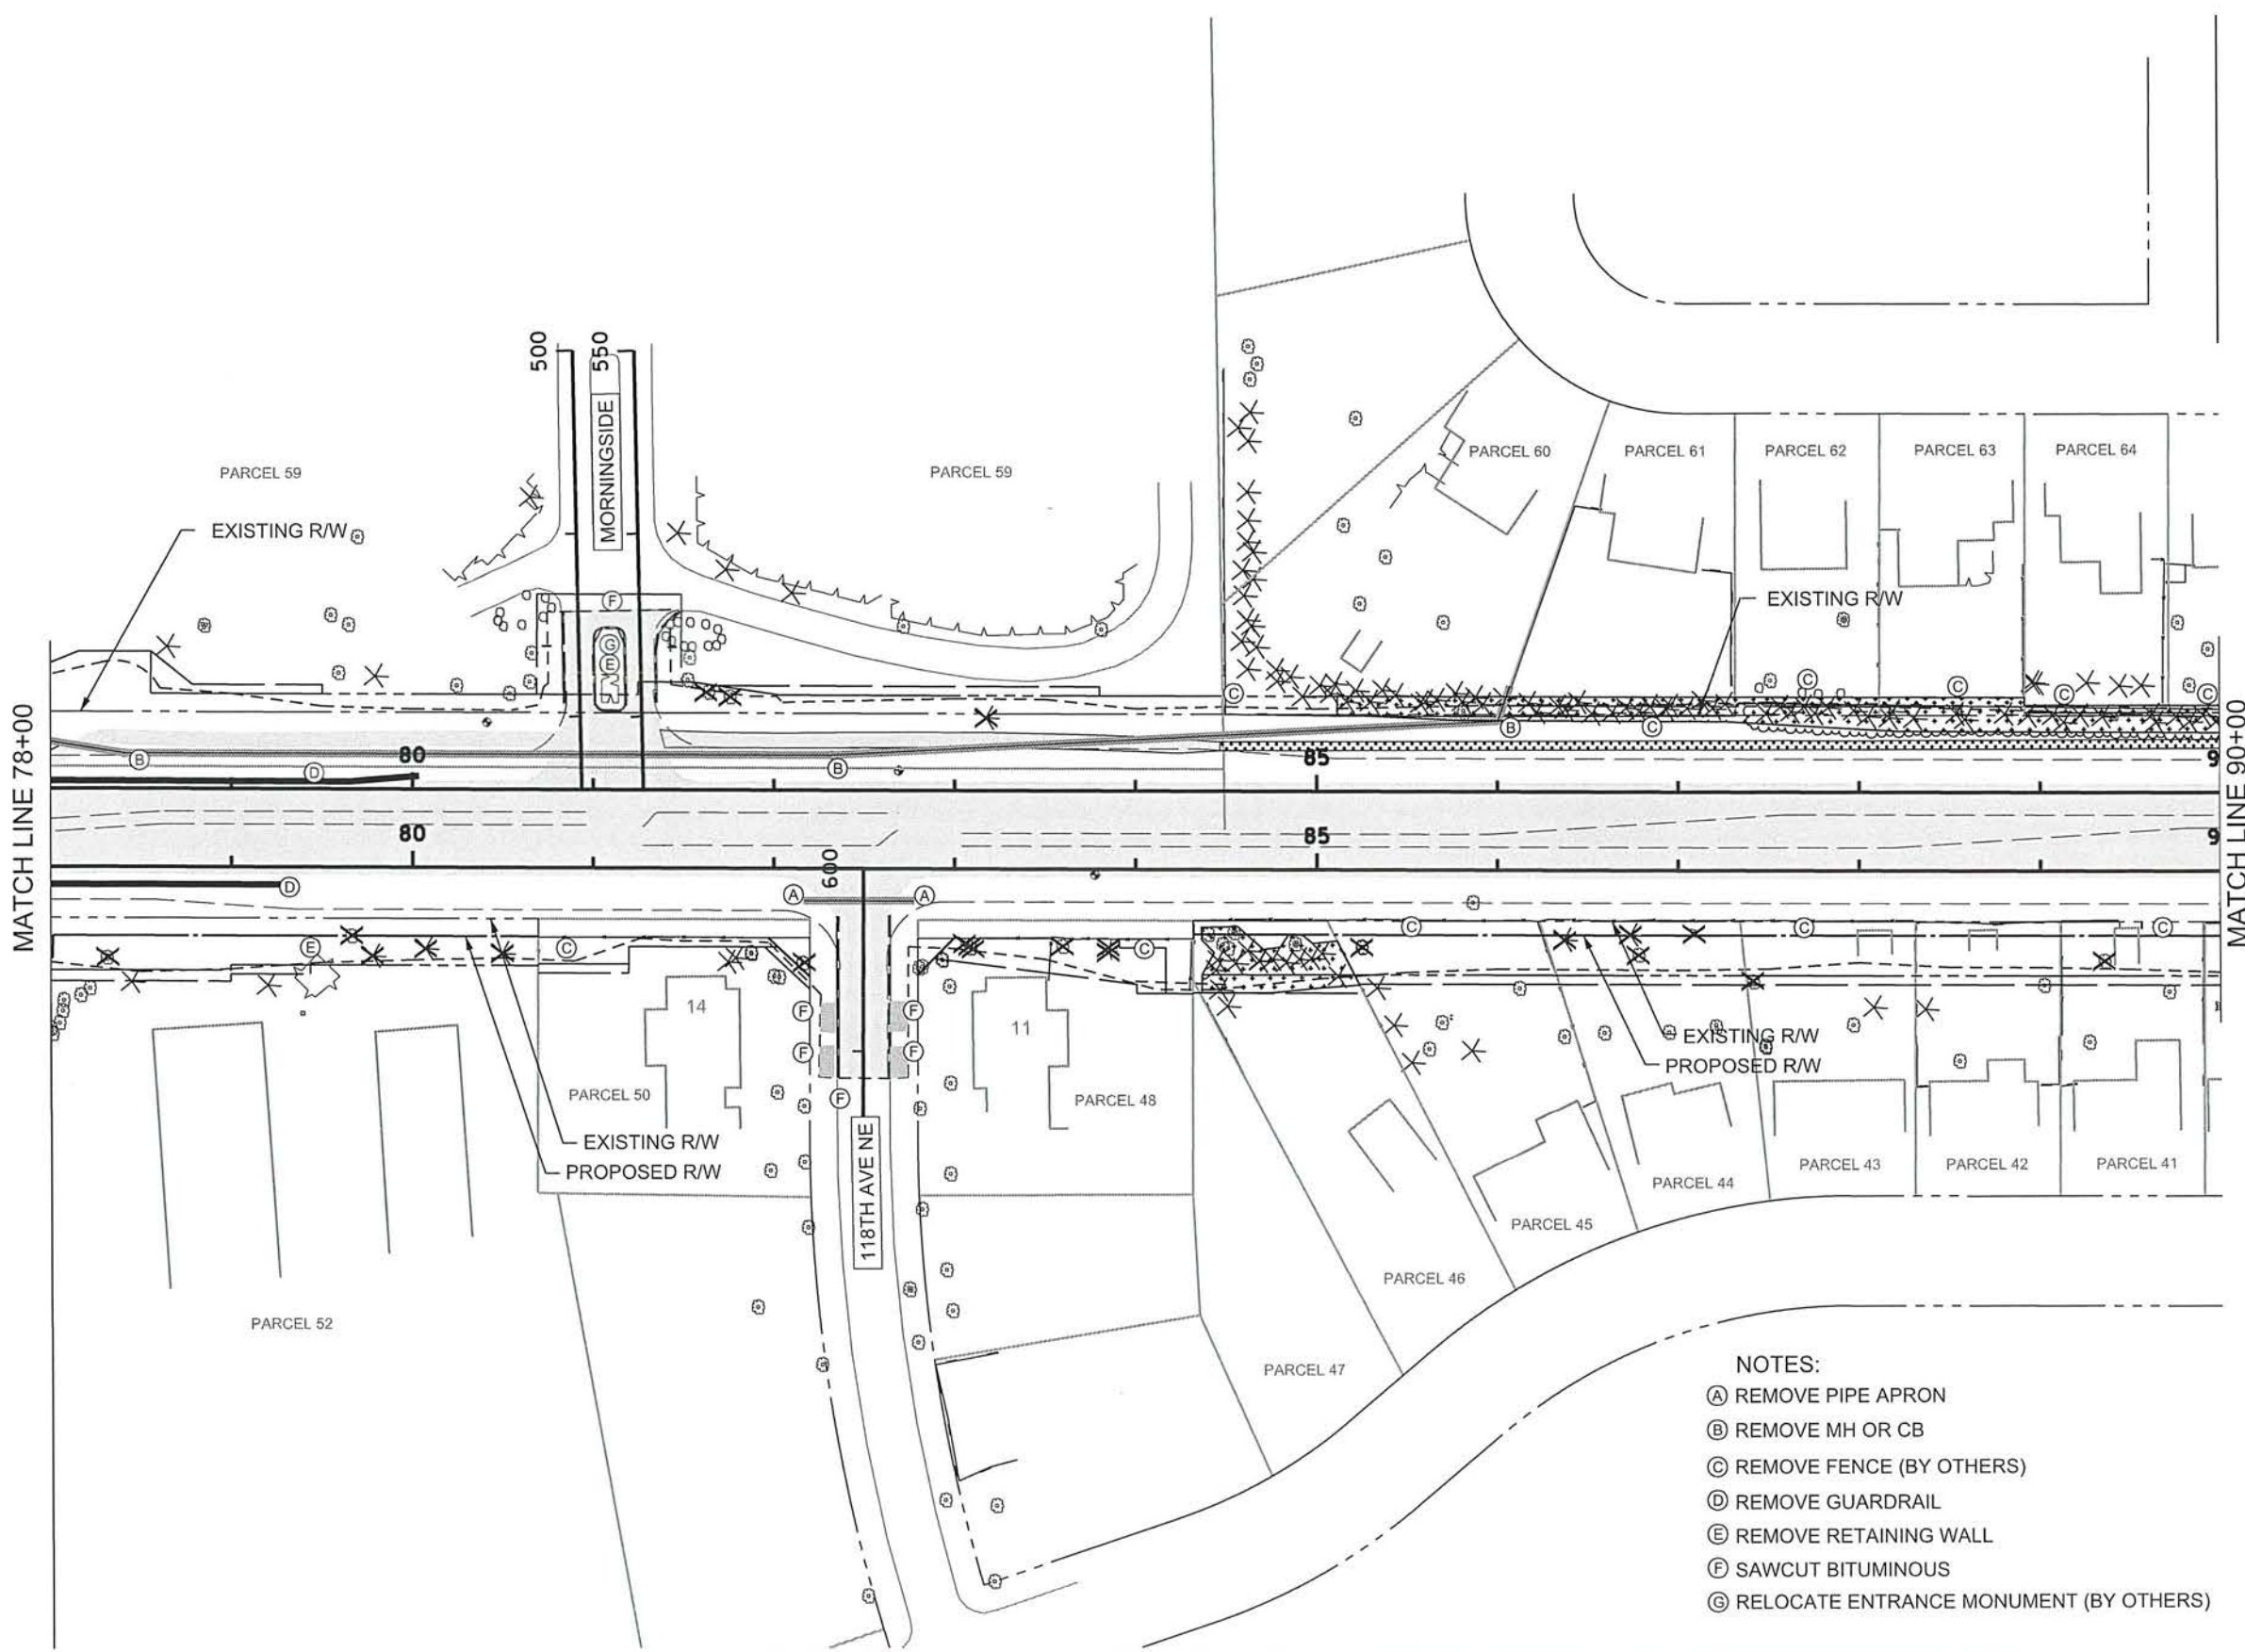 500
550
MORNINGSIDE
PARCEL 59
PARCEL 59
PARCEL 60
PARCEL 61
PARCEL 62
PARCEL 63
PARCEL 64
EXISTING R/W
EXISTING R/W
F
G
E
C
C
C
C
C
B
C
B
B
D
80
85
9
MATCH LINE 78+00
MATCH LINE 90+00
80
85
9
600
D
A
A
E
C
C
C
C
C
14
11
F
F
F
F
F
EXISTING R/W
PROPOSED R/W
PARCEL 50
PARCEL 48
EXISTING R/W
PROPOSED R/W
118TH AVE NE
PARCEL 43
PARCEL 42
PARCEL 41
PARCEL 44
PARCEL 45
PARCEL 46
PARCEL 47
PARCEL 52
NOTES:
A REMOVE PIPE APRON
B REMOVE MH OR CB
C REMOVE FENCE (BY OTHERS)
D REMOVE GUARDRAIL
E REMOVE RETAINING WALL
F SAWCUT BITUMINOUS
G RELOCATE ENTRANCE MONUMENT (BY OTHERS)